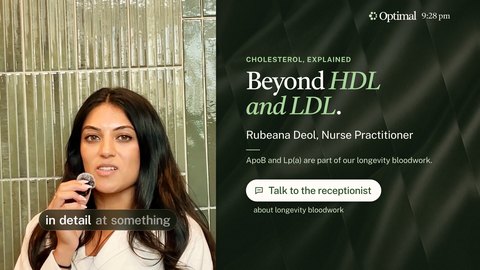 Optimal 9:28 pm
CHOLESTEROL, EXPLAINED
Beyond HDL
and LDL.
Rubeana Deol, Nurse Practitioner
ApoB and Lp(a) are part of our longevity bloodwork.
Talk to the receptionist
about longevity bloodwork
in detail at something